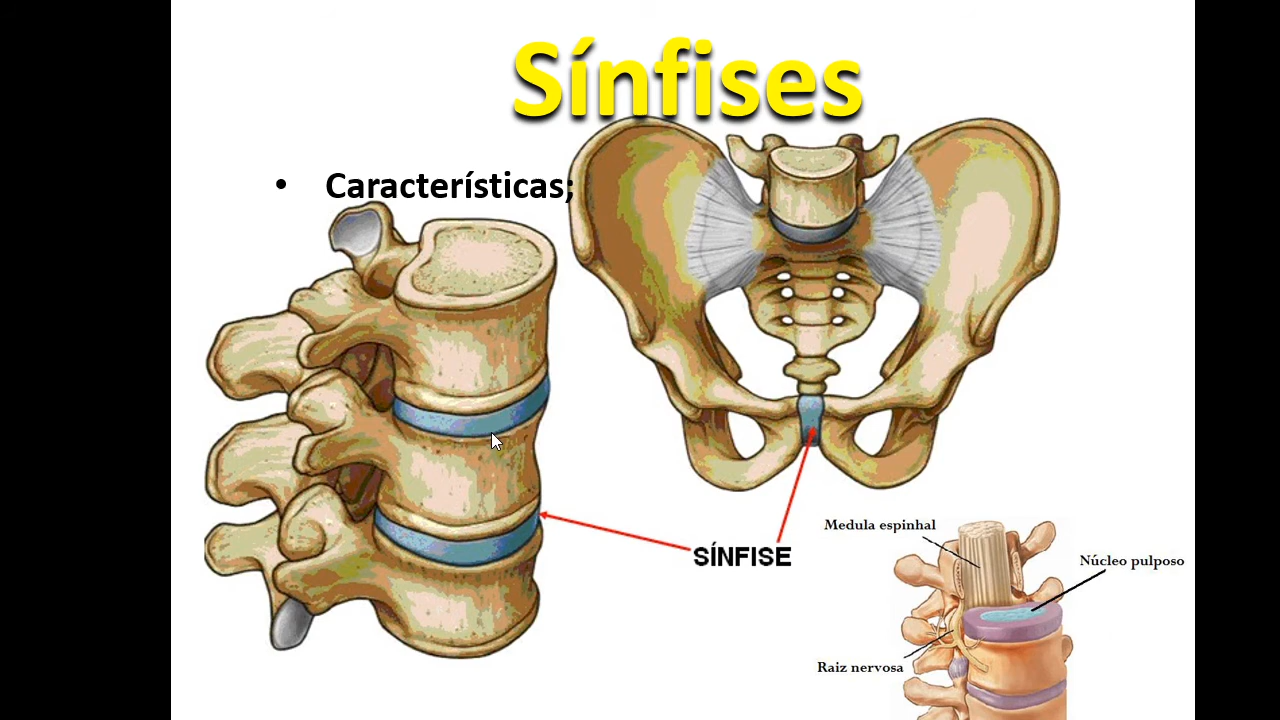 Sínfises
• Características;
SÍNFISE
Medula espinhal
Núcleo pulposo
Raiz nervosa